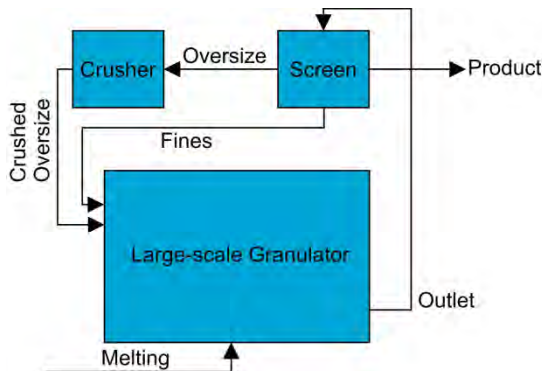 Crusher
Oversize
Screen
Product
Crushed
Oversize
Fines
Large-scale Granulator
Outlet
Melting